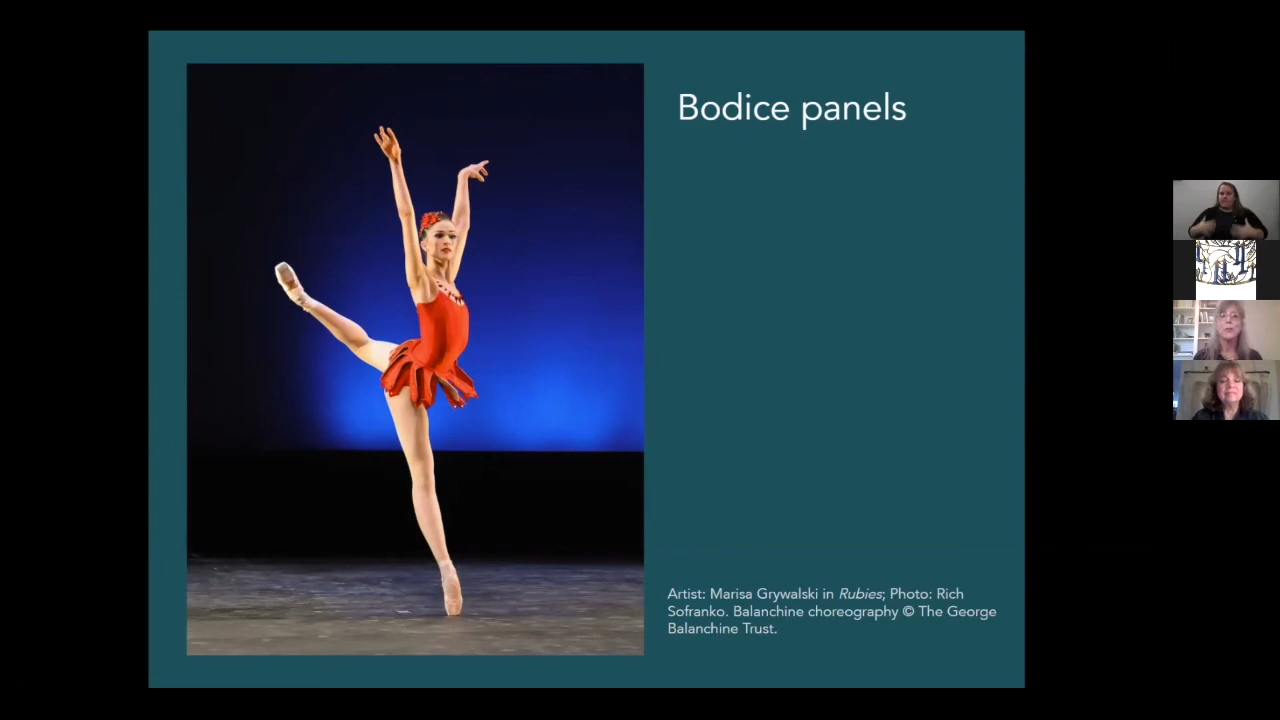 Bodice panels
Artist: Marisa Grywalski in Rubies; Photo: Rich
Sofranko. Balanchine choreography © The George
Balanchine Trust.